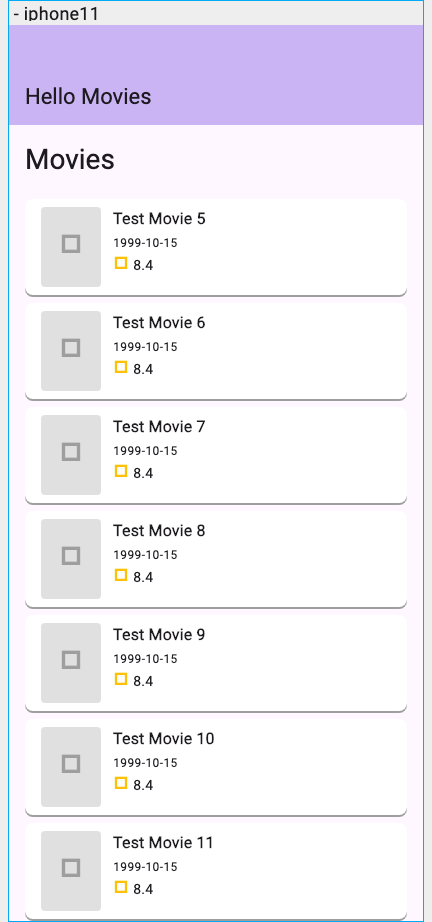 - iphone11
Hello Movies
Movies
Test Movie 5
1999-10-15
8.4
Test Movie 6
1999-10-15
8.4
Test Movie 7
1999-10-15
8.4
Test Movie 8
1999-10-15
8.4
Test Movie 9
1999-10-15
8.4
Test Movie 10
1999-10-15
8.4
Test Movie 11
1999-10-15
8.4